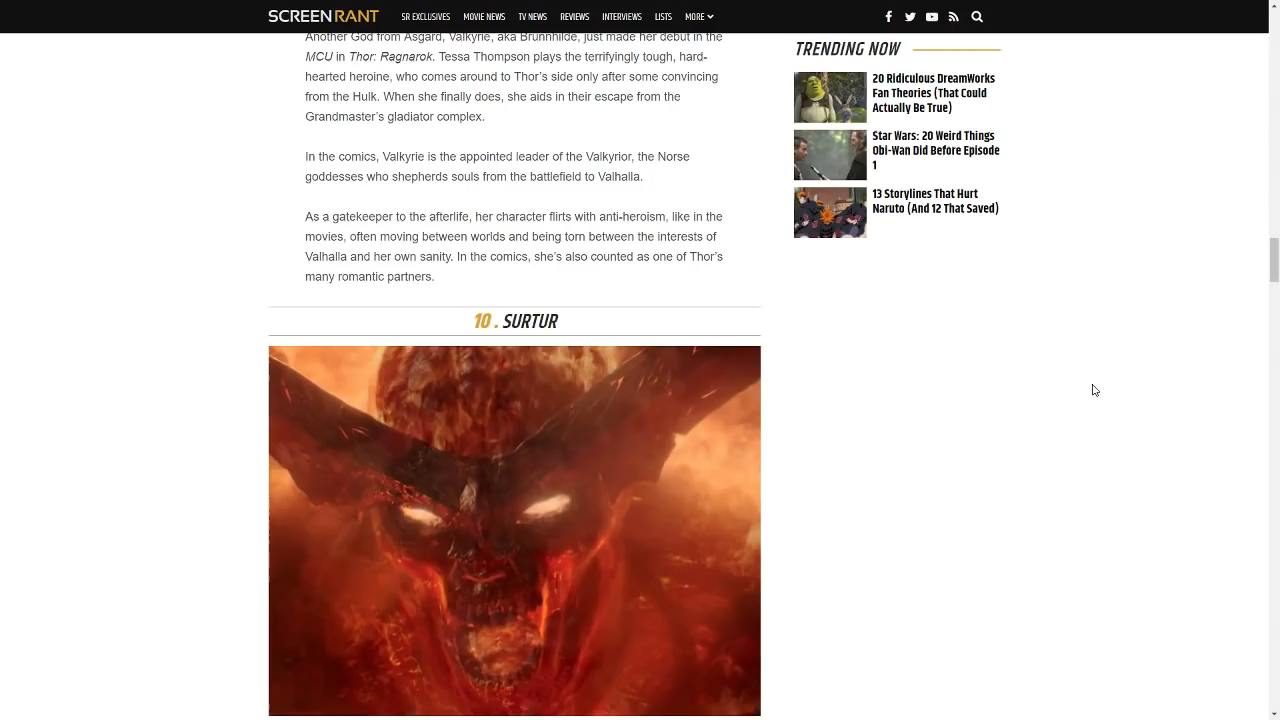 SCREENRANT
SR EXCLUSIVES MOVIE NEWS TV NEWS REVIEWS INTERVIEWS LISTS MORE
Another God from Asgard, Valkyrie, aka Brunnhilde, just made her debut in the
MCU in Thor: Ragnarok. Tessa Thompson plays the terrifyingly tough, hard-
hearted heroine, who comes around to Thor's side only after some convincing
from the Hulk. When she finally does, she aids in their escape from the
Grandmaster's gladiator complex.
In the comics, Valkyrie is the appointed leader of the Valkyrior, the Norse
goddesses who shepherds souls from the battlefield to Valhalla.
As a gatekeeper to the afterlife, her character flirts with anti-heroism, like in the
movies, often moving between worlds and being torn between the interests of
Valhalla and her own sanity. In the comics, she's also counted as one of Thor's
many romantic partners.
10 . SURTUR
TRENDING NOW
20 Ridiculous DreamWorks
Fan Theories (That Could
Actually Be True)
Star Wars: 20 Weird Things
Obi-Wan Did Before Episode
1
13 Storylines That Hurt
Naruto (And 12 That Saved)